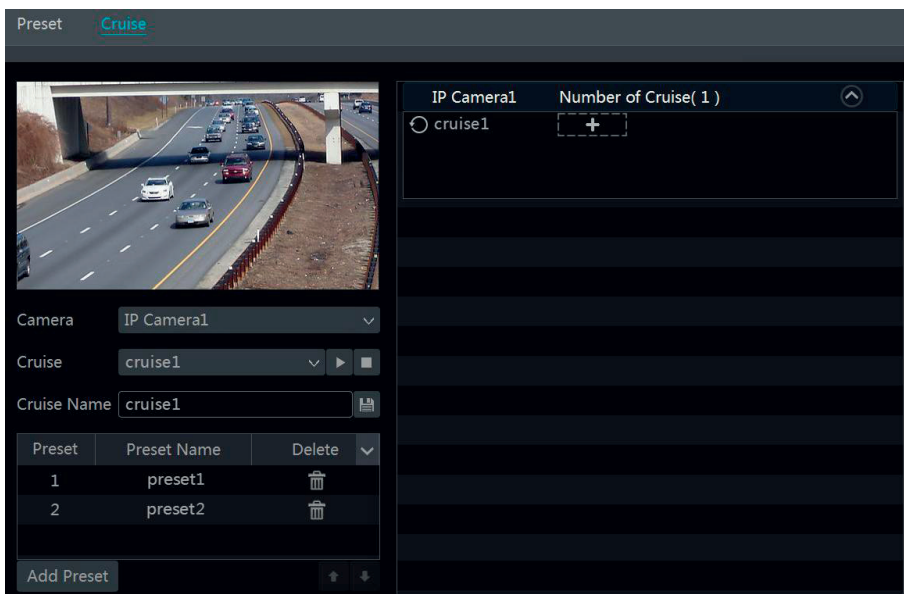 Preset Cruise
IP Camera1 Number of Cruise( 1 )
cruise1
Camera IP Camera1
Cruise cruise1
Cruise Name cruise1
Preset Preset Name Delete
1 preset1
2 preset2
Add Preset